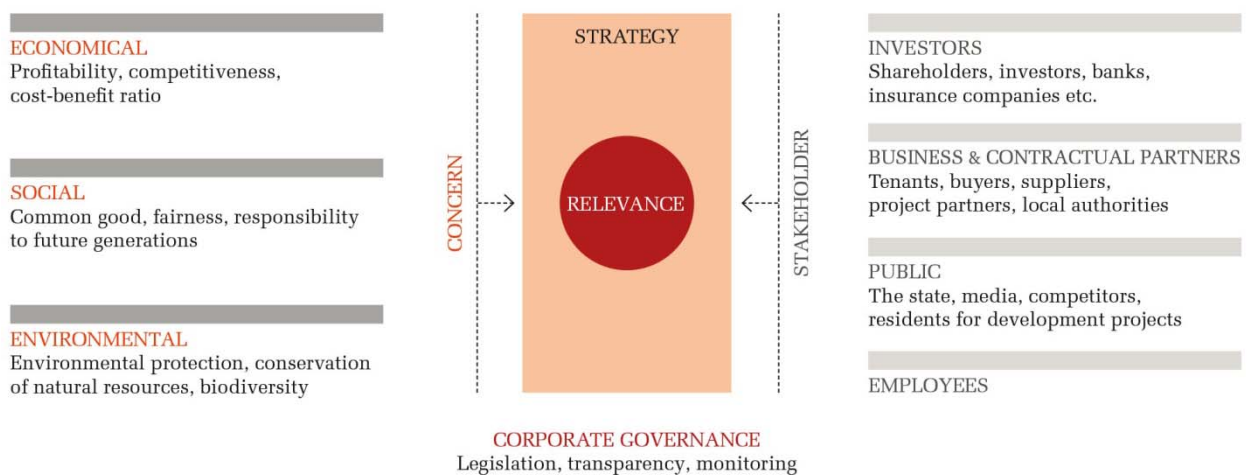 ECONOMICAL
Profitability, competitiveness,
cost-benefit ratio
SOCIAL
Common good, fairness, responsibility
to future generations
ENVIRONMENTAL
Environmental protection, conservation
of natural resources, biodiversity
CONCERN
STRATEGY
RELEVANCE
STAKEHOLDER
INVESTORS
Shareholders, investors, banks,
insurance companies etc.
BUSINESS & CONTRACTUAL PARTNERS
Tenants, buyers, suppliers,
project partners, local authorities
PUBLIC
The state, media, competitors,
residents for development projects
EMPLOYEES
CORPORATE GOVERNANCE
Legislation, transparency, monitoring